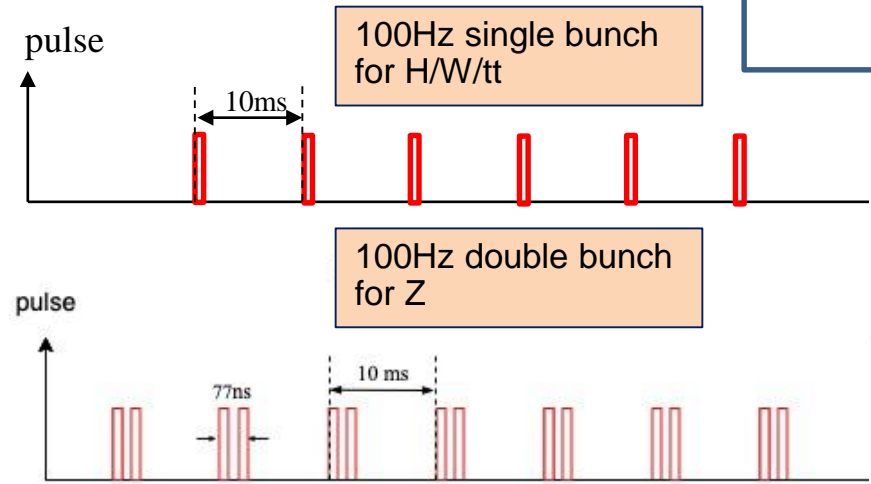 pulse
100Hz single bunch
for H/W/tt
10ms
100Hz double bunch
for Z
pulse
77ns
10 ms